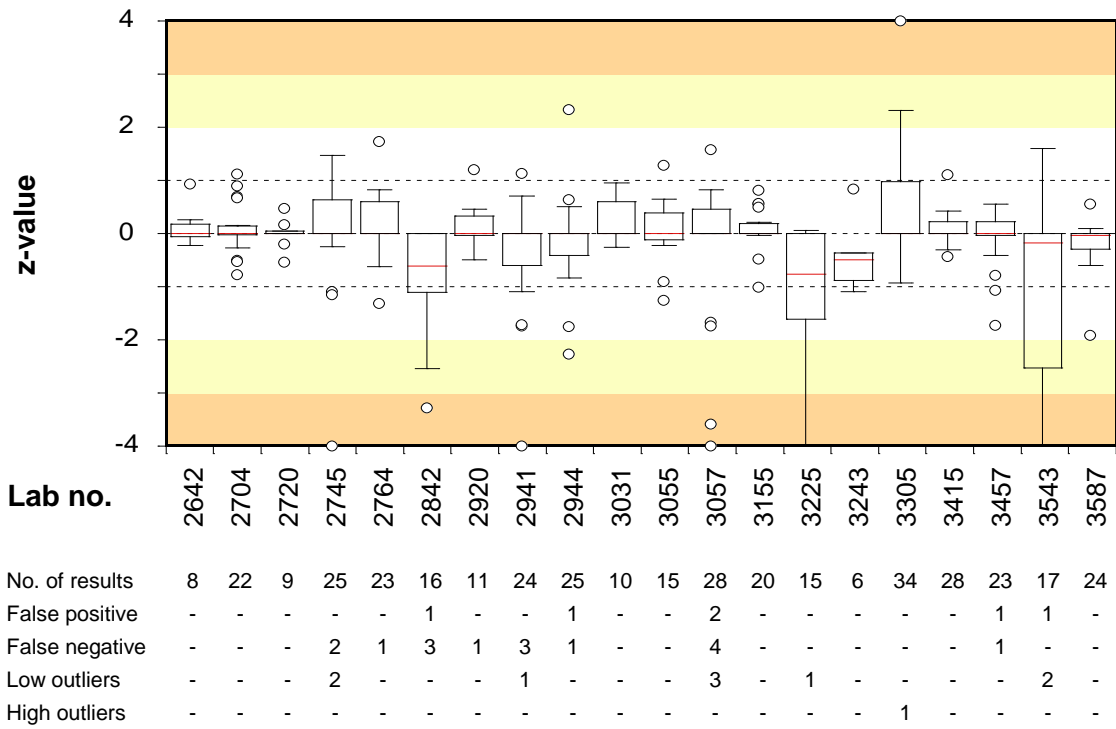 4
2
0
-2
-4
z-value
Lab no. 2642 2704 2720 2745 2764 2842 2920 2941 2944 3031 3055 3057 3155 3225 3243 3305 3415 3457 3543 3587
No. of results 8 22 9 25 23 16 11 24 25 10 15 28 20 15 6 34 28 23 17 24
False positive - - - - - 1 - - 1 - - 2 - - - - - 1 1 -
False negative - - - 2 1 3 1 3 1 - - 4 - - - - - 1 - -
Low outliers - - - 2 - - - 1 - - - 3 - 1 - - - - 2 -
High outliers - - - - - - - - - - - - - - - 1 - - - -